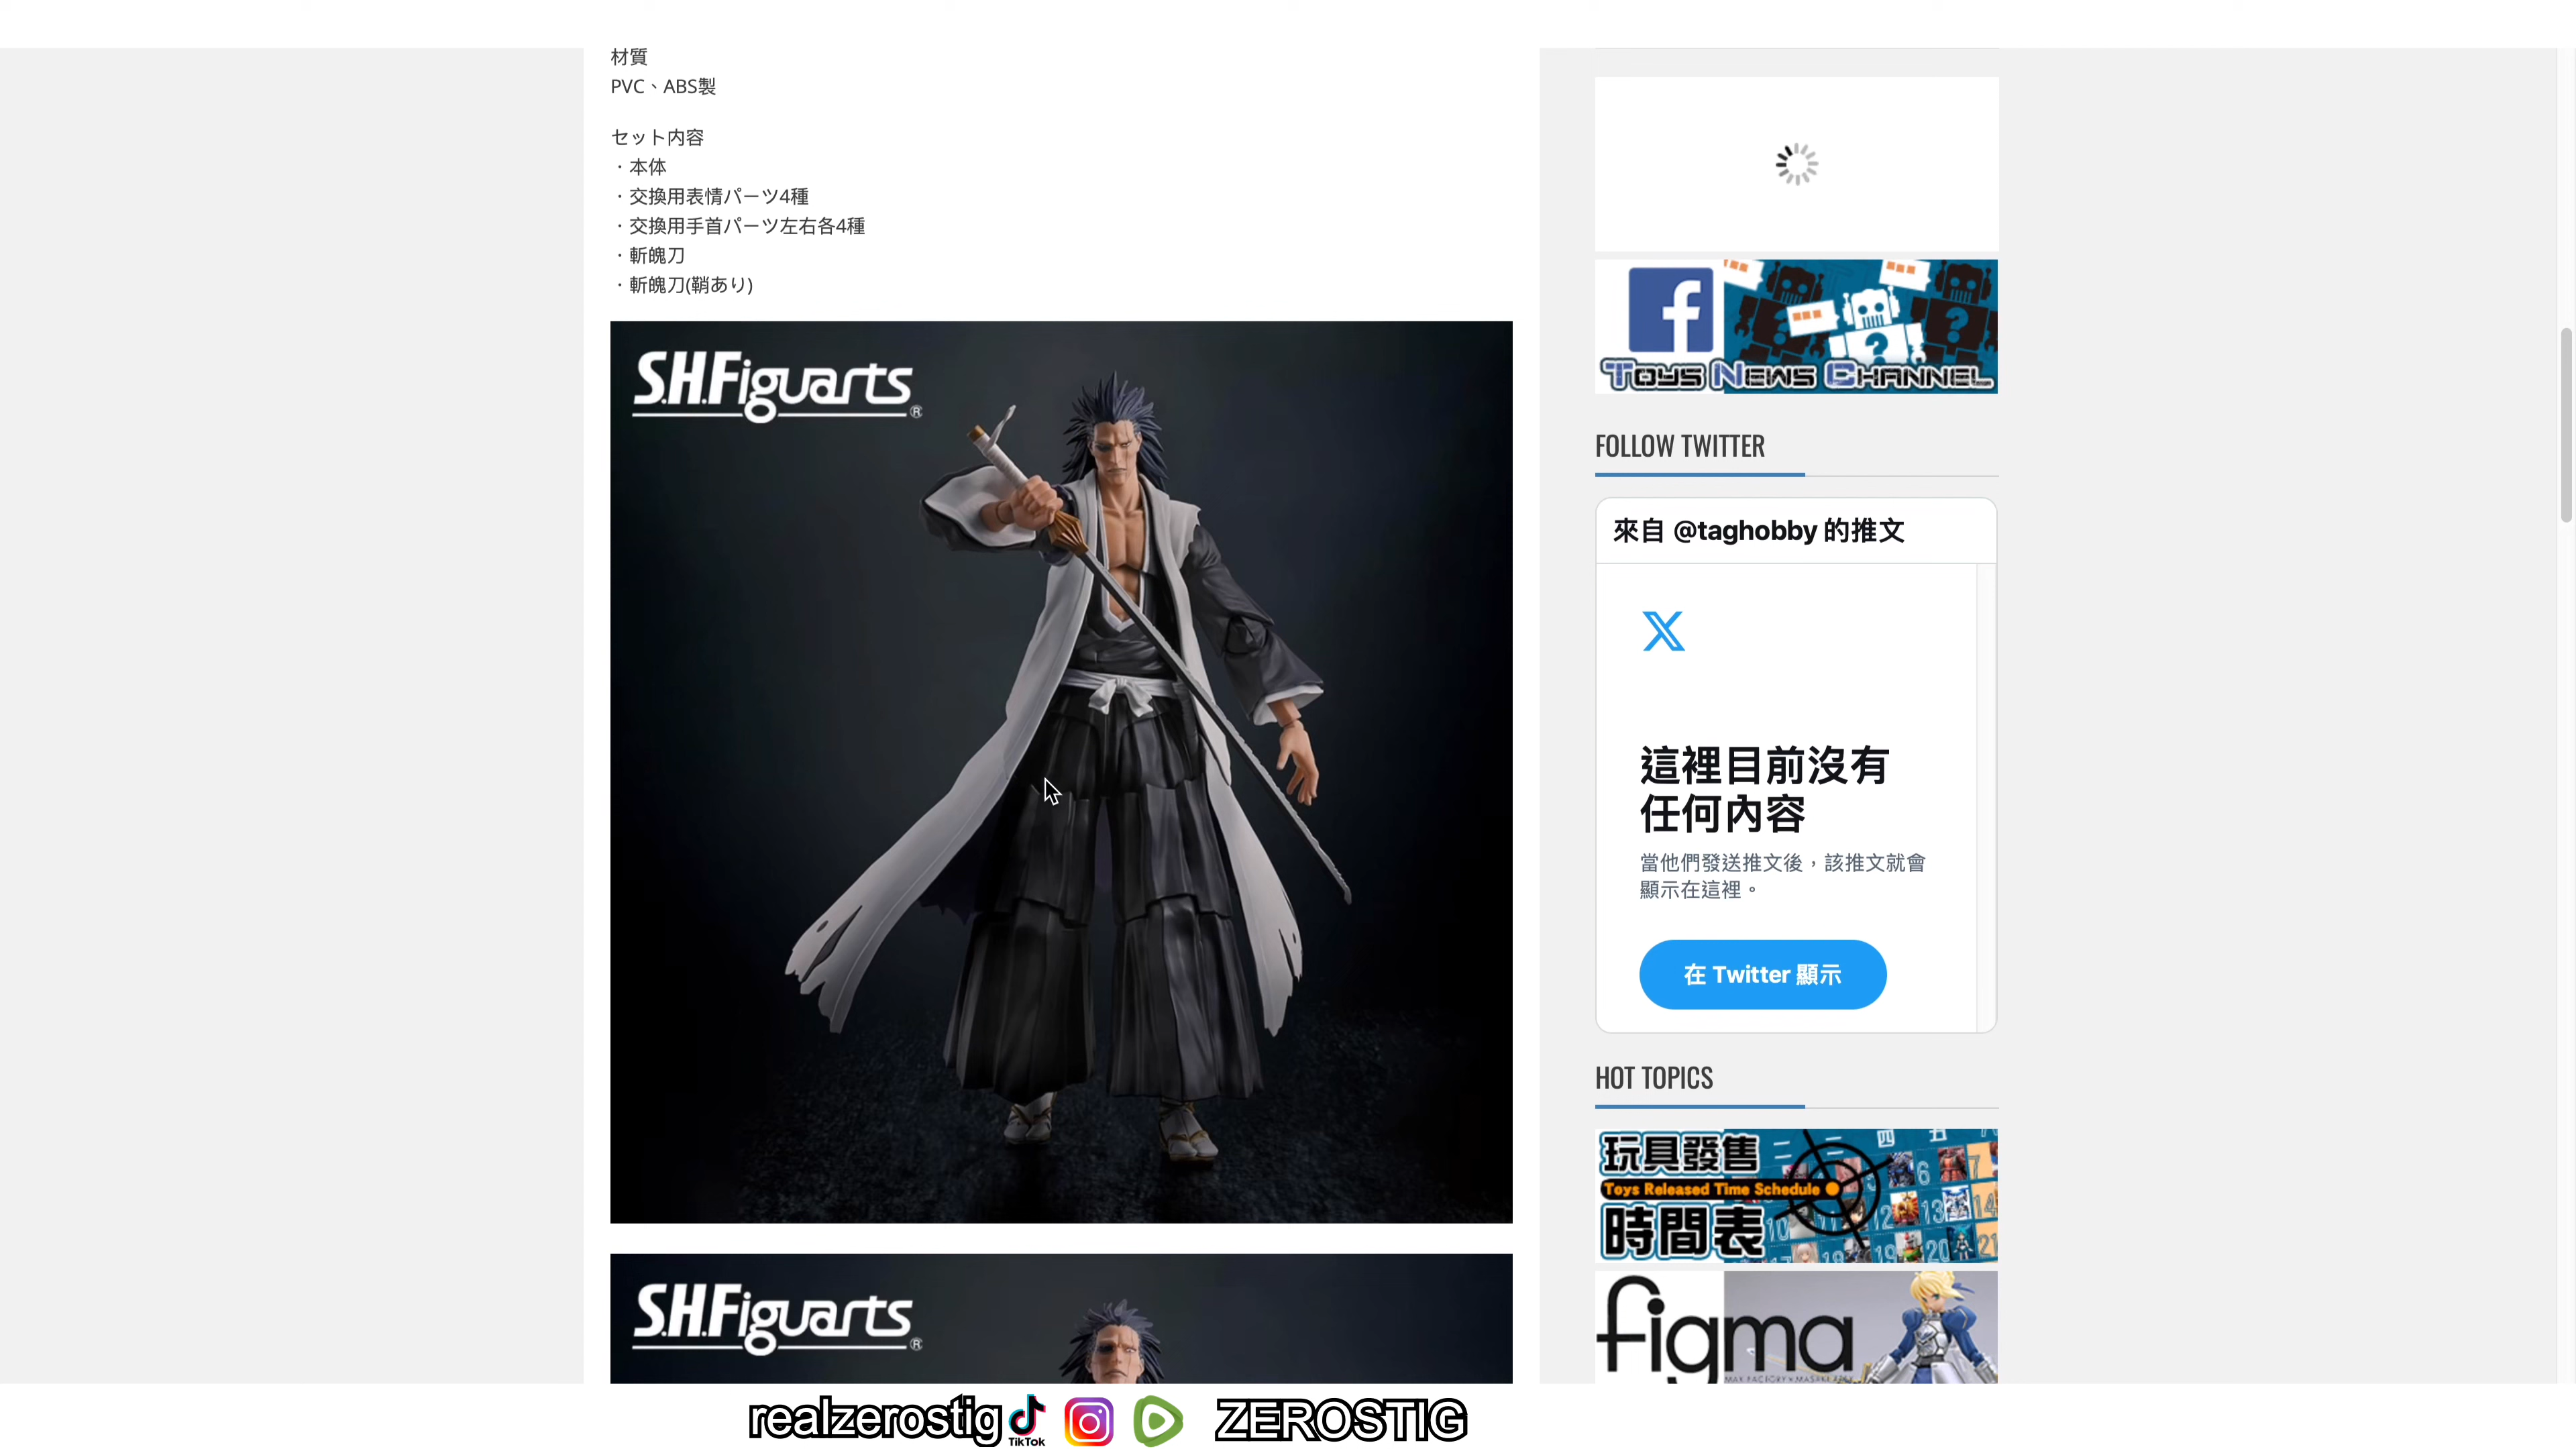 材質
PVC、ABS製
セット内容
・本体
・交換用表情パーツ4種
・交換用手首パーツ左右各4種
・斬魄刀
・斬魄刀(鞘あり)
S.H.Figuarts®
S.H.Figuarts®
TOYS NEWS CHANNEL
FOLLOW TWITTER
來自 @taghobby 的推文
這裡目前沒有
任何內容
當他們發送推文後，該推文就會
顯示在這裡。
在 Twitter 顯示
HOT TOPICS
玩具發售
Toys Released Time Schedule
時間表
figma
realzerostig
TikTok
ZEROSTIG